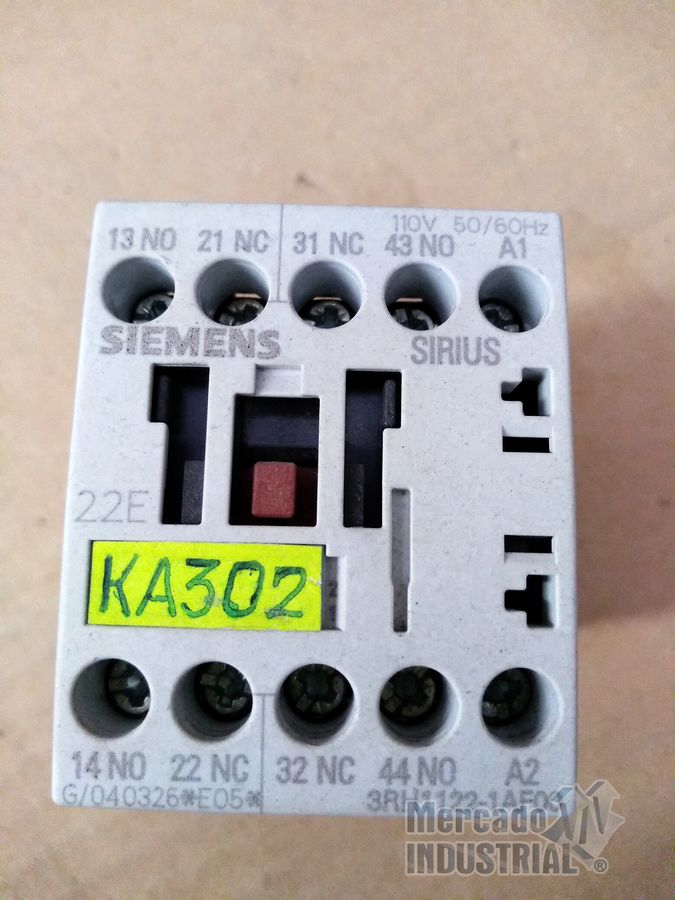 110V 50/60Hz
13 NO 21 NC 31 NC 43 NO A1
SIEMENS SIRIUS
22E
KA302
14 NO 22 NC 32 NC 44 NO A2
G/040326*E05*
Mercado
INDUSTRIAL®